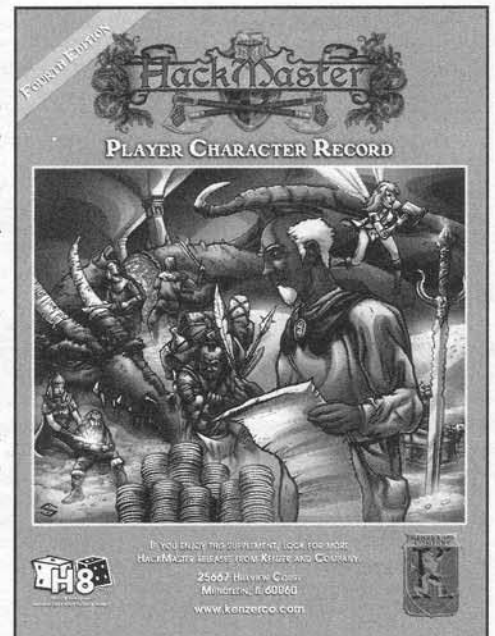 FOURTH EDITION
HackMaster
PLAYER CHARACTER RECORD
IF YOU ENJOY THIS SUPPLEMENT, LOOK FOR MORE
HACKMASTER RELEASES FROM KENZER AND COMPANY.
25667 HILLVIEW COURT
MUNDELEIN, IL 60060
www.kenzerco.com
H8